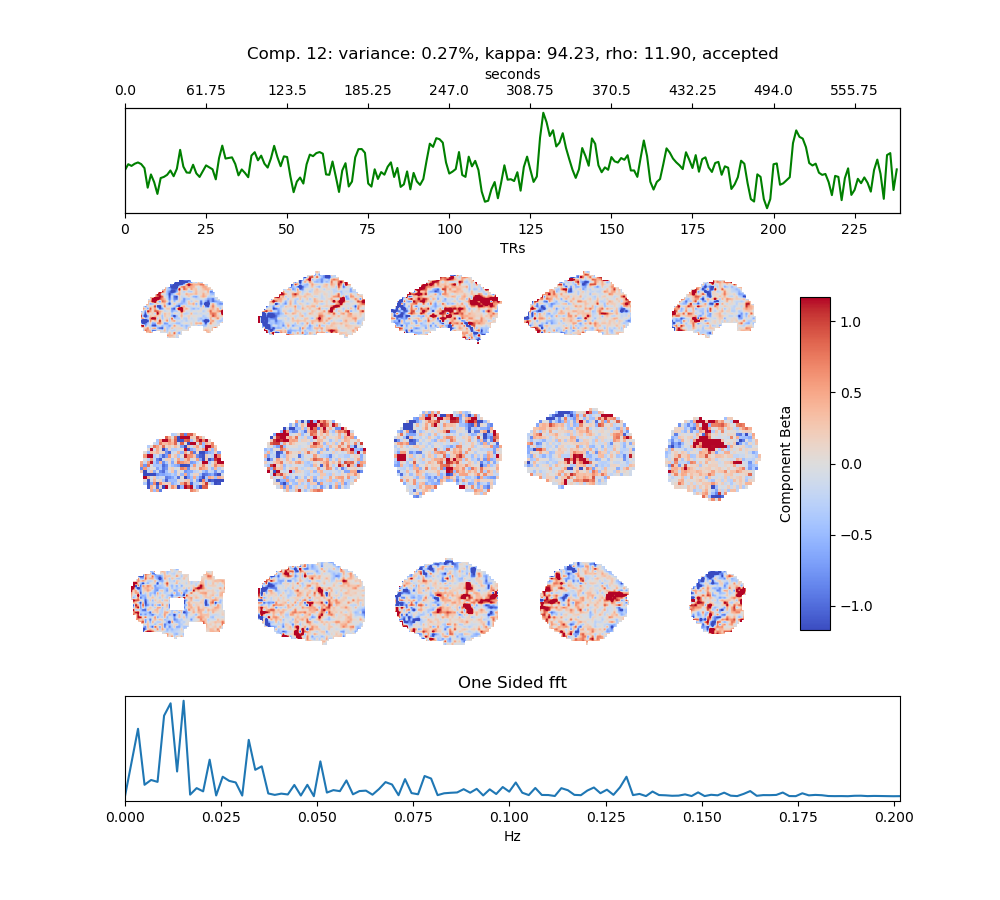 Comp. 12: variance: 0.27%, kappa: 94.23, rho: 11.90, accepted
seconds
0.0 61.75 123.5 185.25 247.0 308.75 370.5 432.25 494.0 555.75
0 25 50 75 100 125 150 175 200 225
TRs
1.0
0.5
0.0
−0.5
−1.0
Component Beta
One Sided fft
0.000 0.025 0.050 0.075 0.100 0.125 0.150 0.175 0.200
Hz